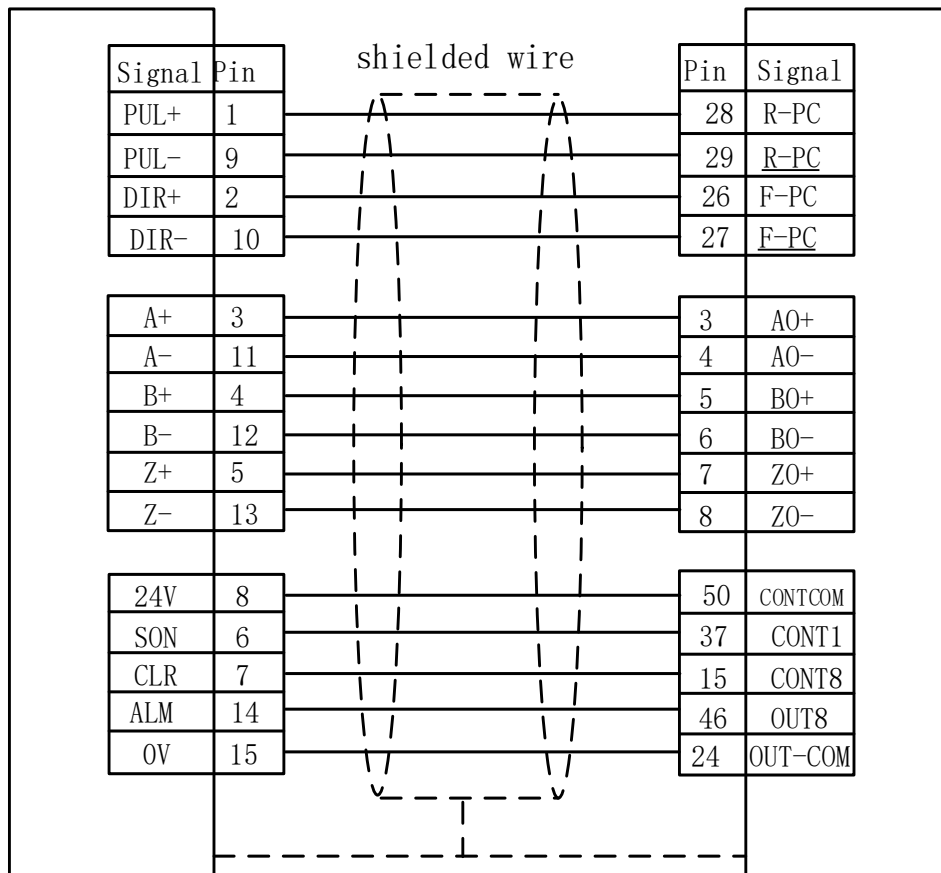 shielded wire
Signal Pin Pin Signal
PUL+ 1 28 R-PC
PUL- 9 29 R-PC
DIR+ 2 26 F-PC
DIR- 10 27 F-PC
A+ 3 3 AO+
A- 11 4 AO-
B+ 4 5 BO+
B- 12 6 BO-
Z+ 5 7 ZO+
Z- 13 8 ZO-
24V 8 50 CONTCOM
SON 6 37 CONT1
CLR 7 15 CONT8
ALM 14 46 OUT8
0V 15 24 OUT-COM